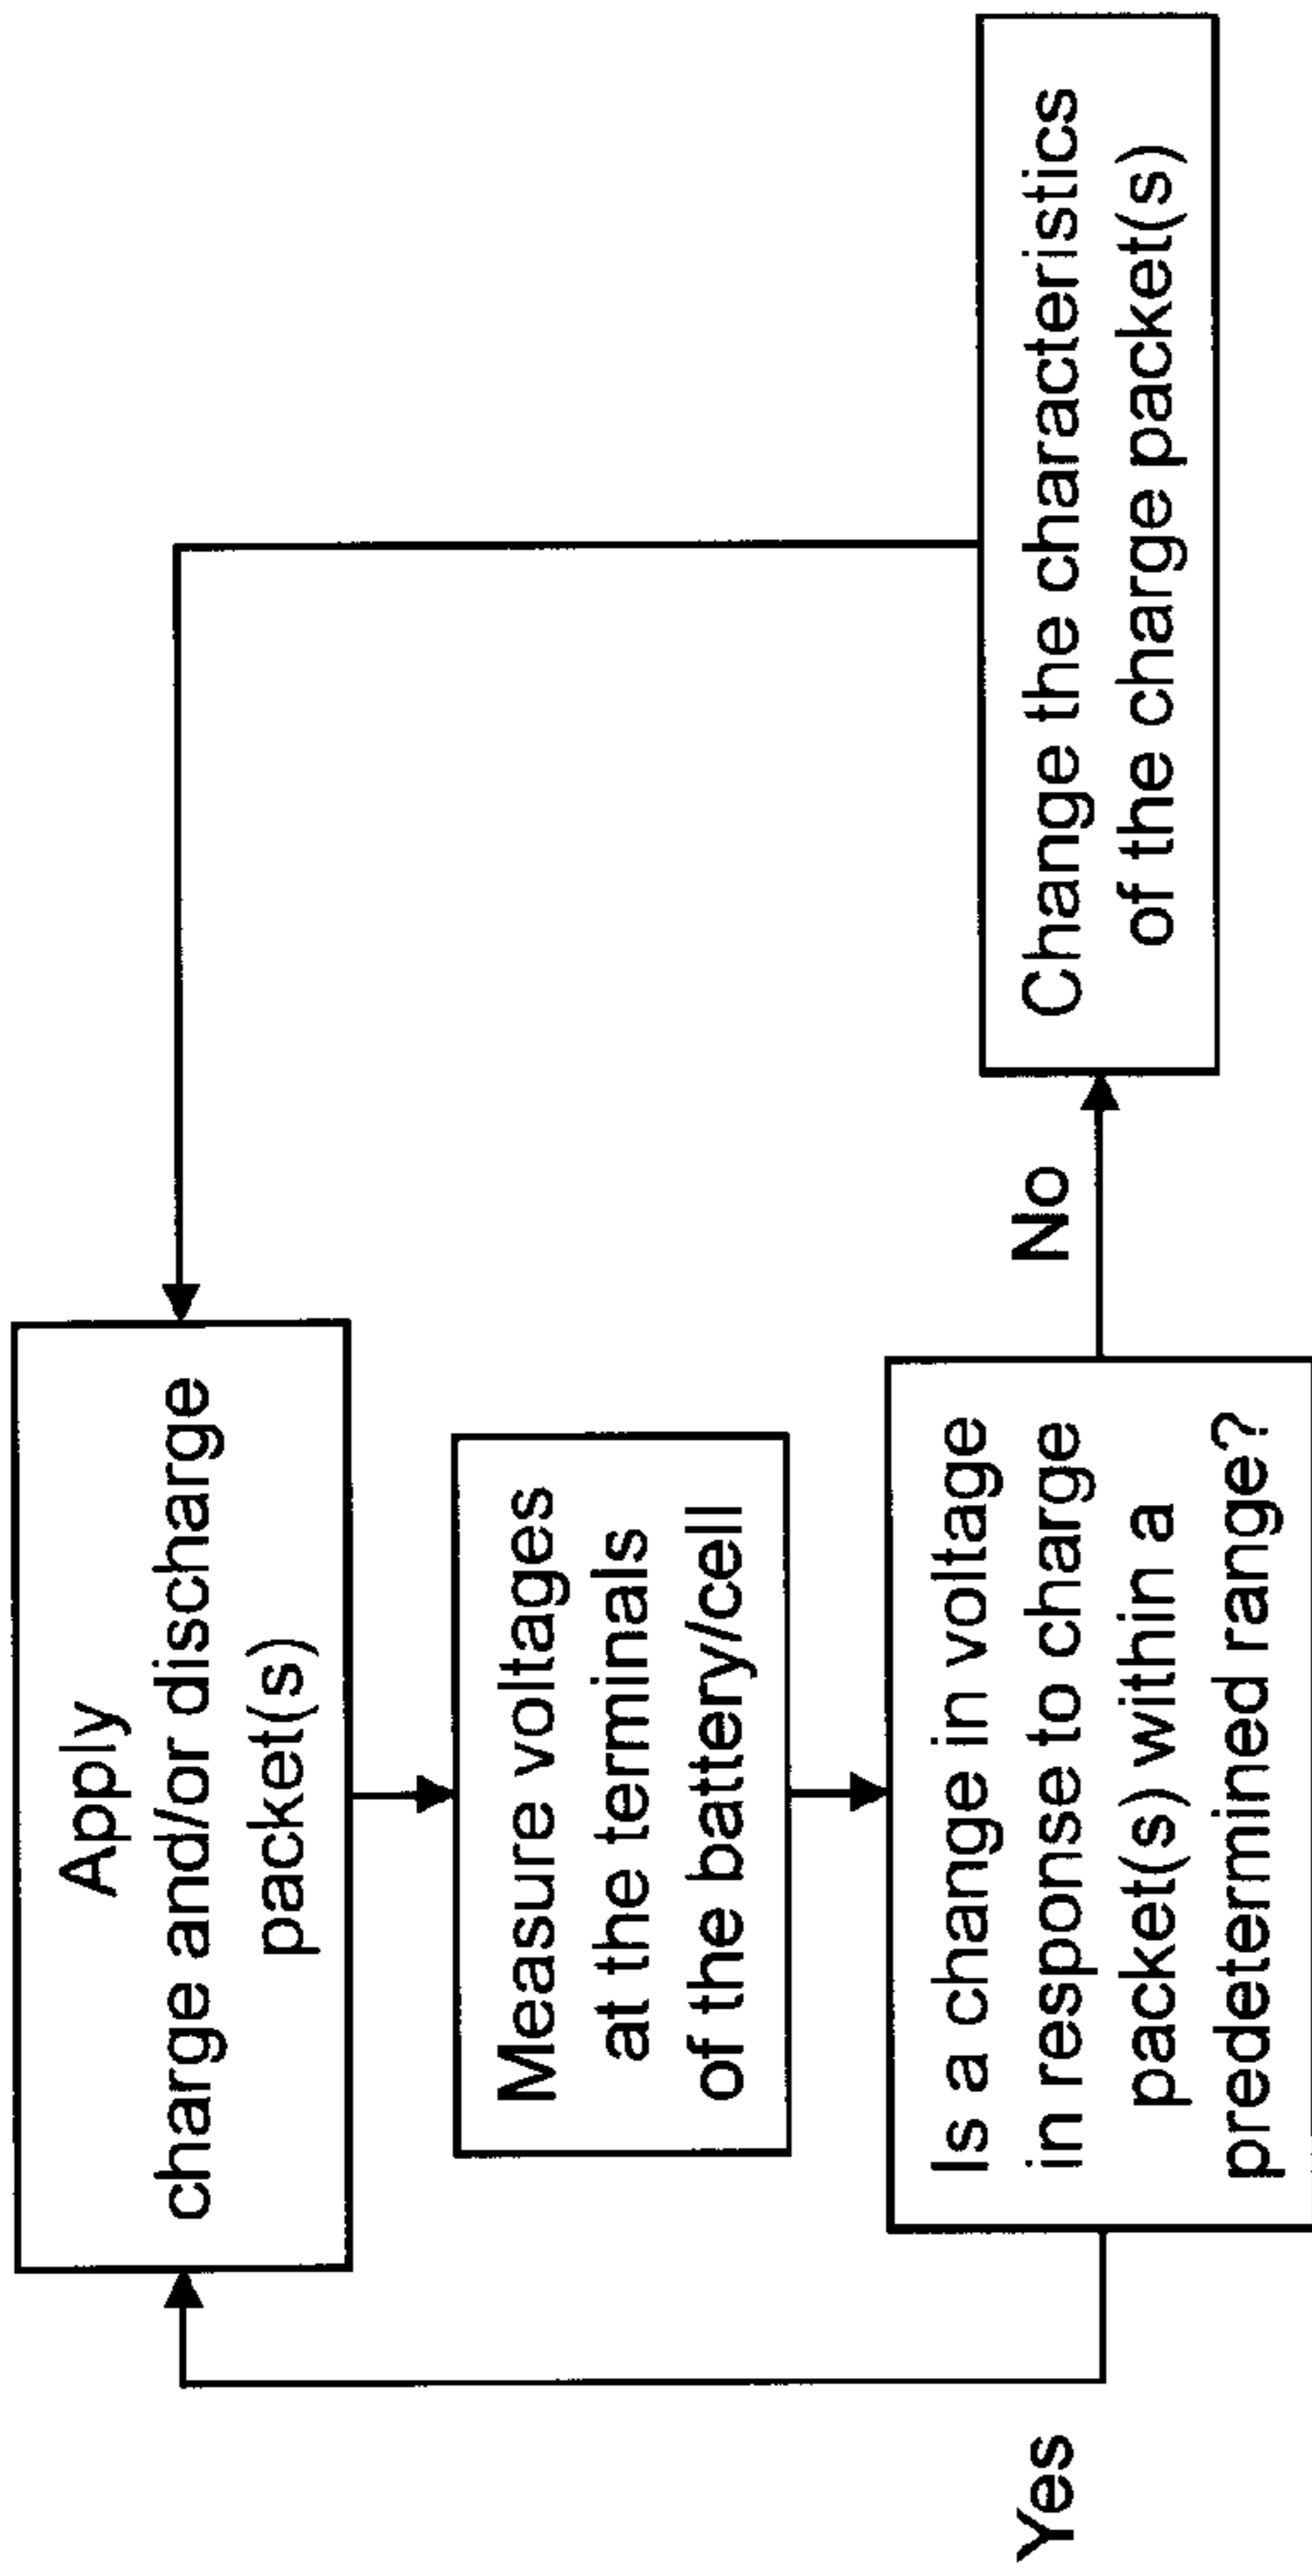 Apply
charge and/or discharge
packet(s)
Measure voltages
at the terminals
of the battery/cell
Is a change in voltage
in response to charge
packet(s) within a
predetermined range?
Yes
No
Change the characteristics
of the charge packet(s)